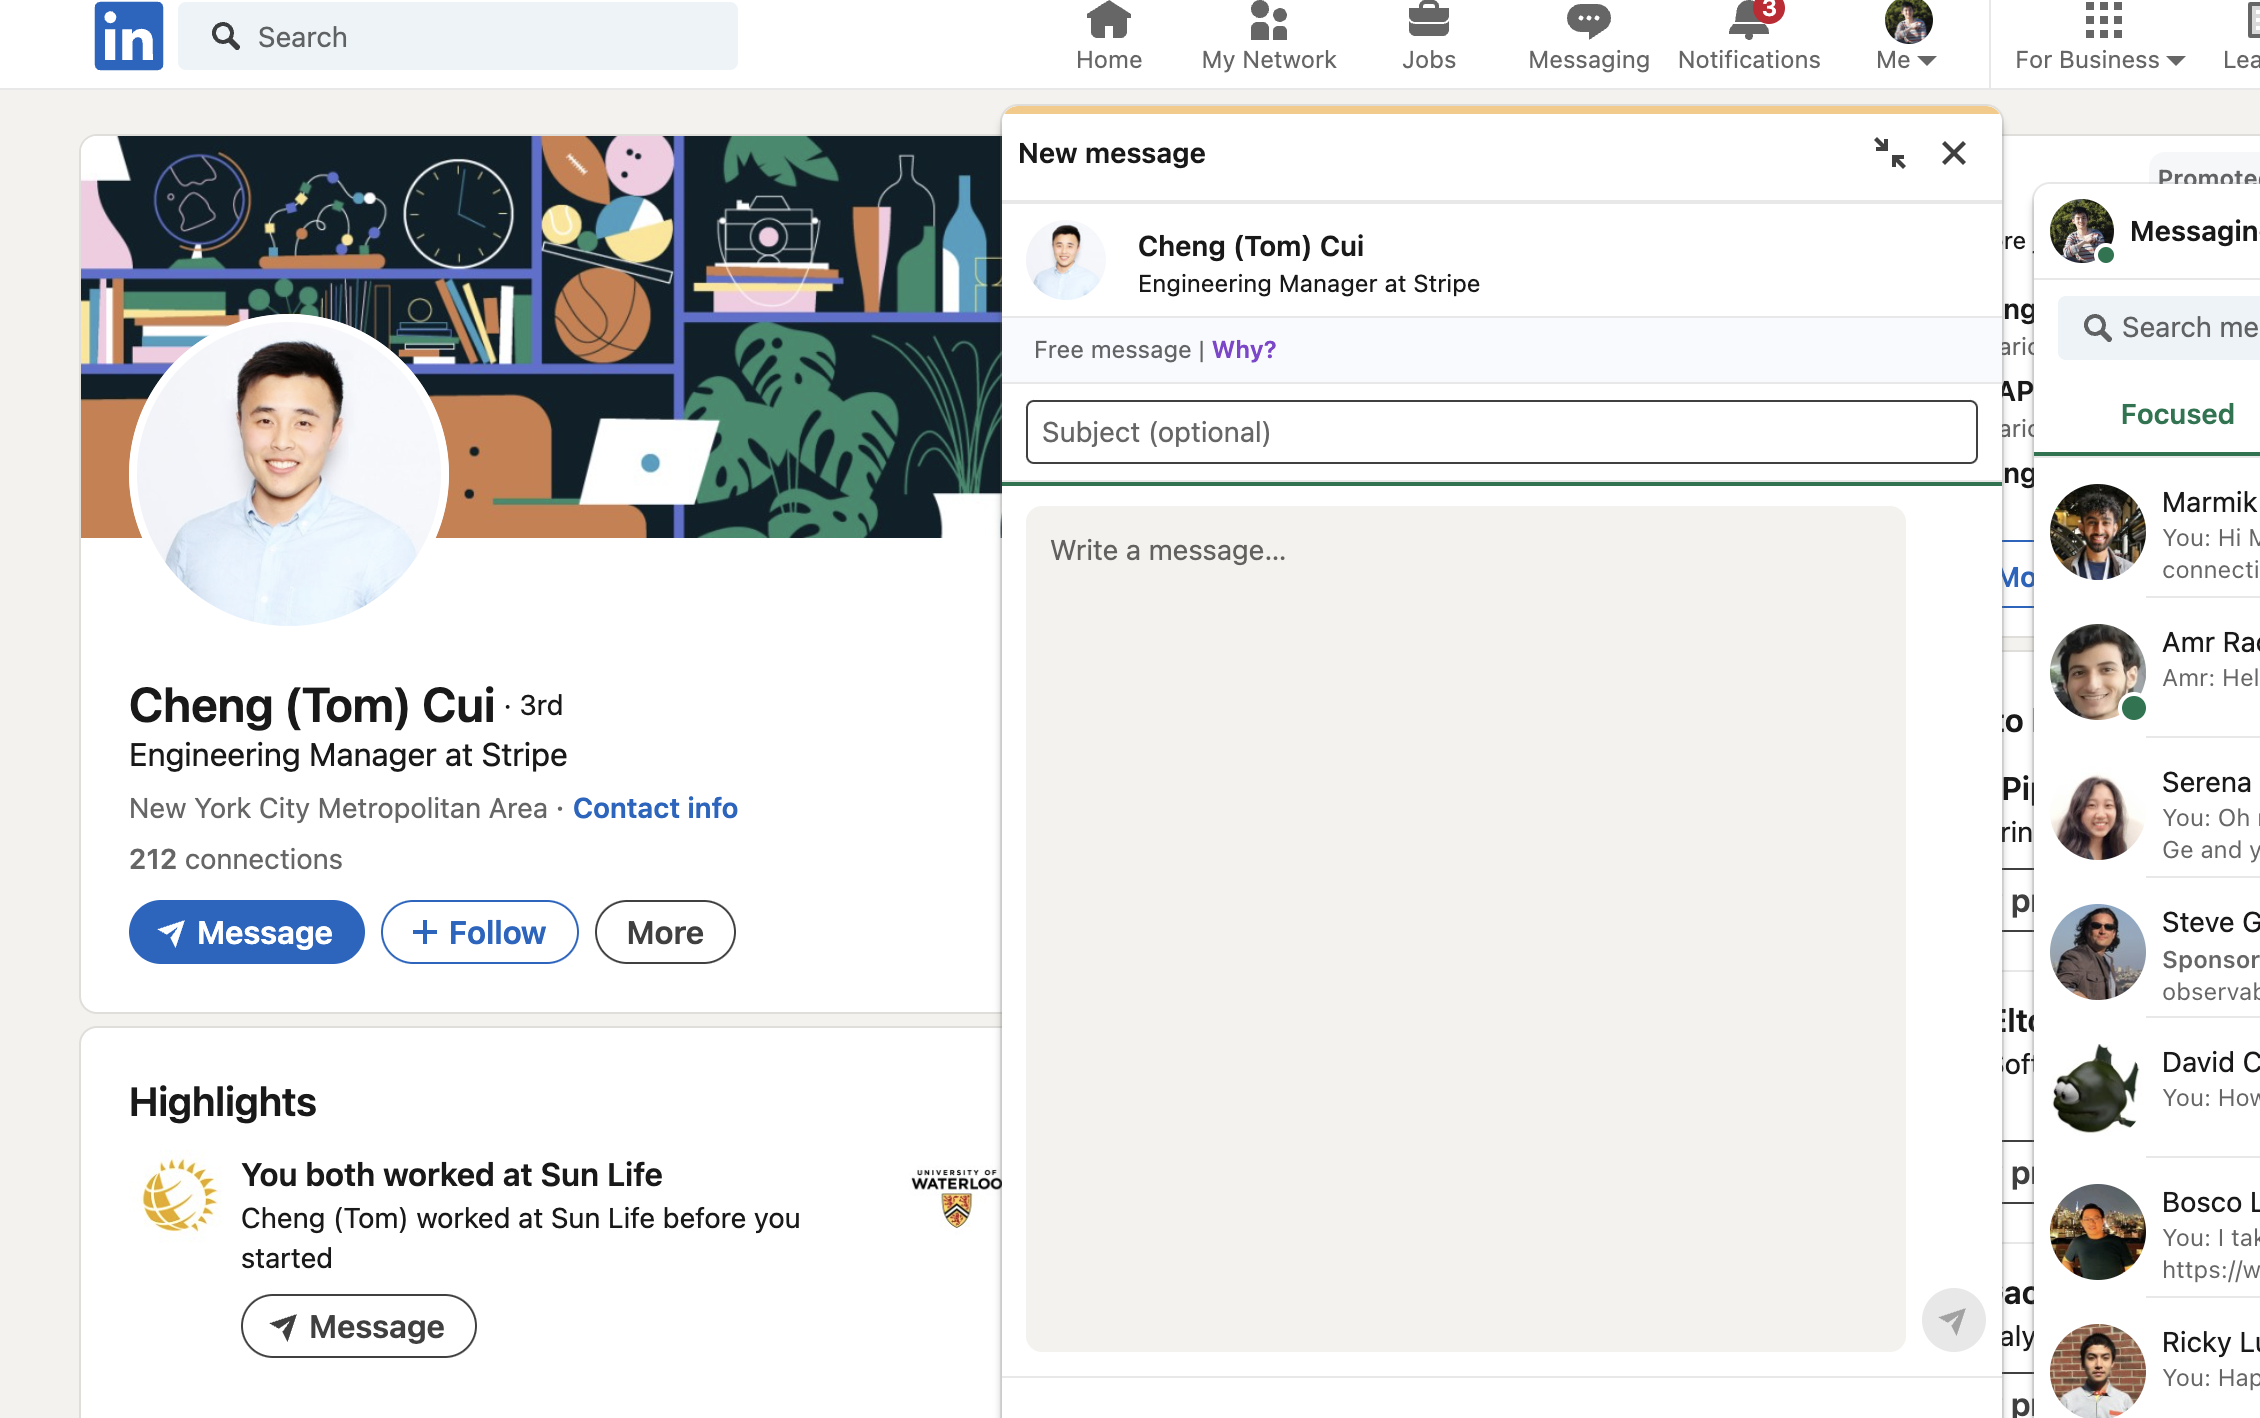 in
Search
Home
My Network
Jobs
Messaging
3
Notifications
Me
For Business
New message
Promoted
Cheng (Tom) Cui
Engineering Manager at Stripe
Free message | Why?
Subject (optional)
Write a message...
Cheng (Tom) Cui · 3rd
Engineering Manager at Stripe
New York City Metropolitan Area · Contact info
212 connections
Message
+ Follow
More
Highlights
You both worked at Sun Life
Cheng (Tom) worked at Sun Life before you
started
Message
UNIVERSITY OF
WATERLOO
Messagin
Search me
Focused
Marmik
You: Hi M
connecti
Amr Rad
Amr: Hel
Serena
You: Oh
Ge and y
Steve G
Sponsor
observab
David C
You: How
Bosco L
You: I tak
https://w
Ricky Lu
You: Hap